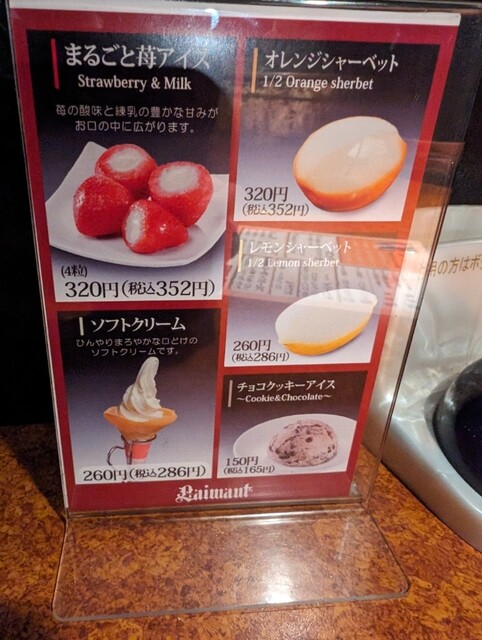 まるごと苺アイス
Strawberry & Milk
苺の酸味と練乳の豊かな甘みが
お口の中に広がります。
(4粒)
320円(税込352円)
ソフトクリーム
ひんやりまろやかな口どけの
ソフトクリームです。
260円(税込286円)
オレンジシャーベット
1/2 Orange sherbet
320円
(税込352円)
レモンシャーベット
1/2 Lemon sherbet
260円
(税込286円)
チョコクッキーアイス
～Cookie&Chocolate～
150円
(税込165円)
Laimant
の方はボ